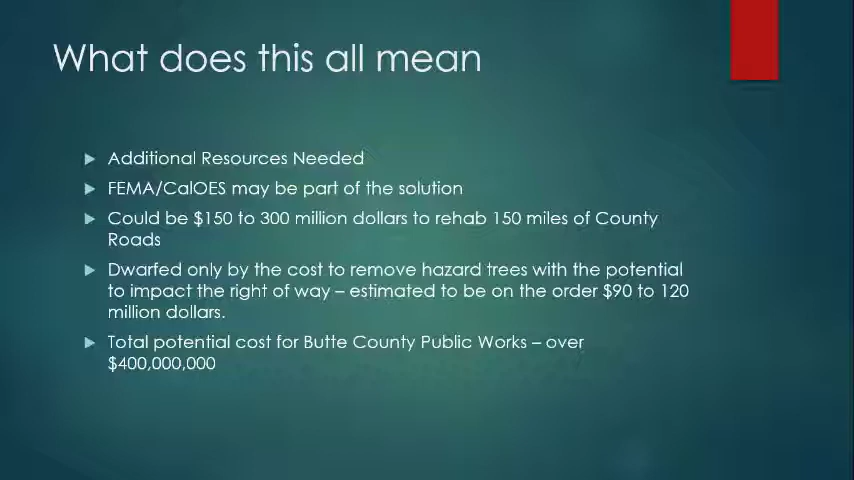 What does this all mean
Additional Resources Needed
FEMA/CalOES may be part of the solution
Could be $150 to 300 million dollars to rehab 150 miles of County
Roads
Dwarfed only by the cost to remove hazard trees with the potential
to impact the right of way – estimated to be on the order $90 to 120
million dollars.
Total potential cost for Butte County Public Works – over
$400,000,000